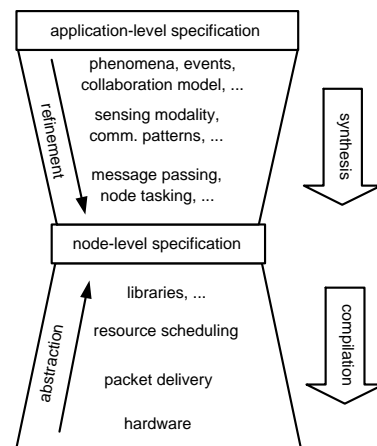 application-level specification
phenomena, events,
collaboration model, ...
sensing modality,
comm. patterns, ...
message passing,
node tasking, ...
refinement
synthesis
node-level specification
libraries, ...
resource scheduling
packet delivery
hardware
abstraction
compilation